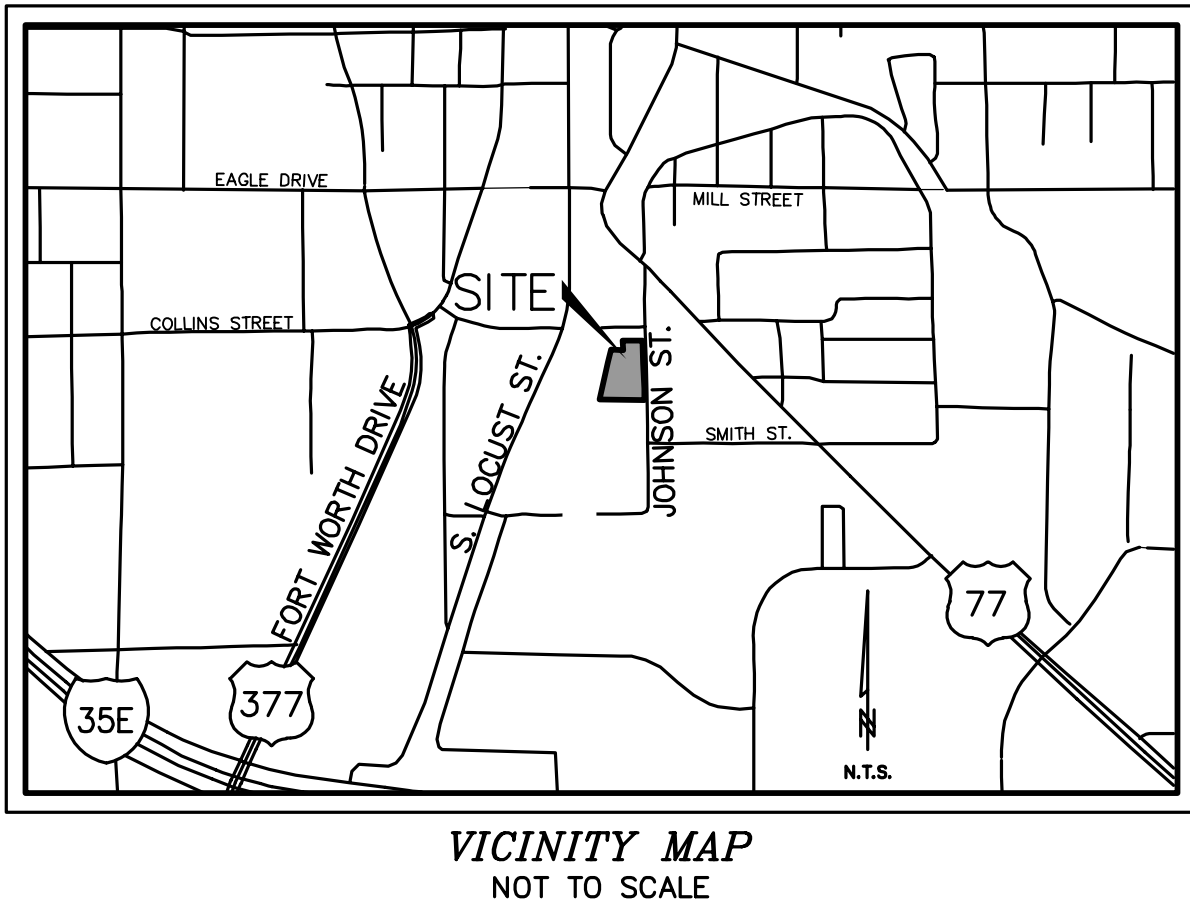 EAGLE DRIVE
MILL STREET
SITE
COLLINS STREET
JOHNSON ST.
S. LOCUST ST.
FORT WORTH DRIVE
SMITH ST.
77
377
35E
N
N.T.S.
VICINITY MAP
NOT TO SCALE